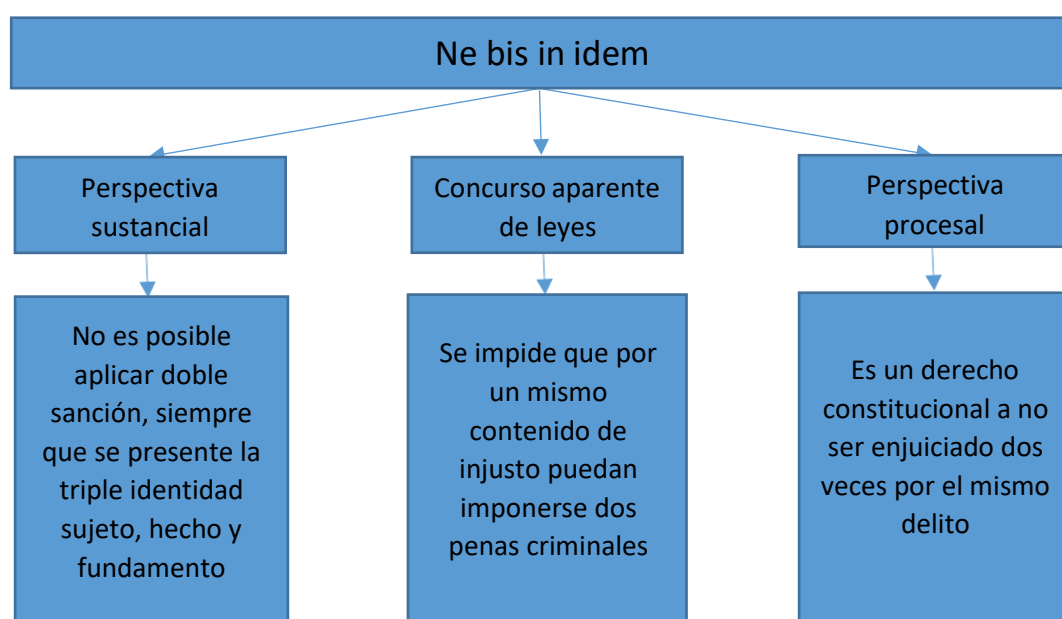 Ne bis in idem
Perspectiva
sustancial
Concurso aparente
de leyes
Perspectiva
procesal
No es posible
aplicar doble
sanción, siempre
que se presente la
triple identidad
sujeto, hecho y
fundamento
Se impide que por
un mismo
contenido de
injusto puedan
imponerse dos
penas criminales
Es un derecho
constitucional a no
ser enjuiciado dos
veces por el mismo
delito